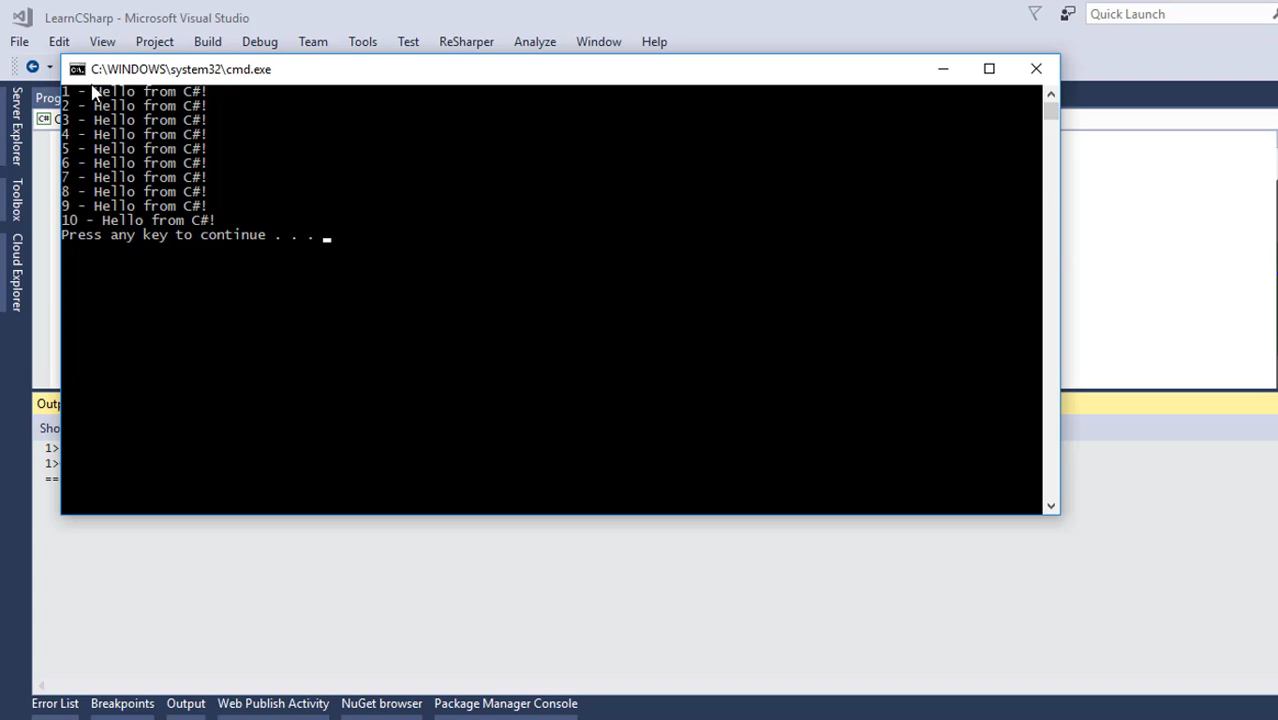 LearnCSharp - Microsoft Visual Studio
Quick Launch
File Edit View Project Build Debug Team Tools Test ReSharper Analyze Window Help
C:\WINDOWS\system32\cmd.exe
1 - Hello from C#!
2 - Hello from C#!
3 - Hello from C#!
4 - Hello from C#!
5 - Hello from C#!
6 - Hello from C#!
7 - Hello from C#!
8 - Hello from C#!
9 - Hello from C#!
10 - Hello from C#!
Press any key to continue . . .
Server Explorer
Toolbox
Cloud Explorer
C#
1>
1>
==
Error List Breakpoints Output Web Publish Activity NuGet browser Package Manager Console